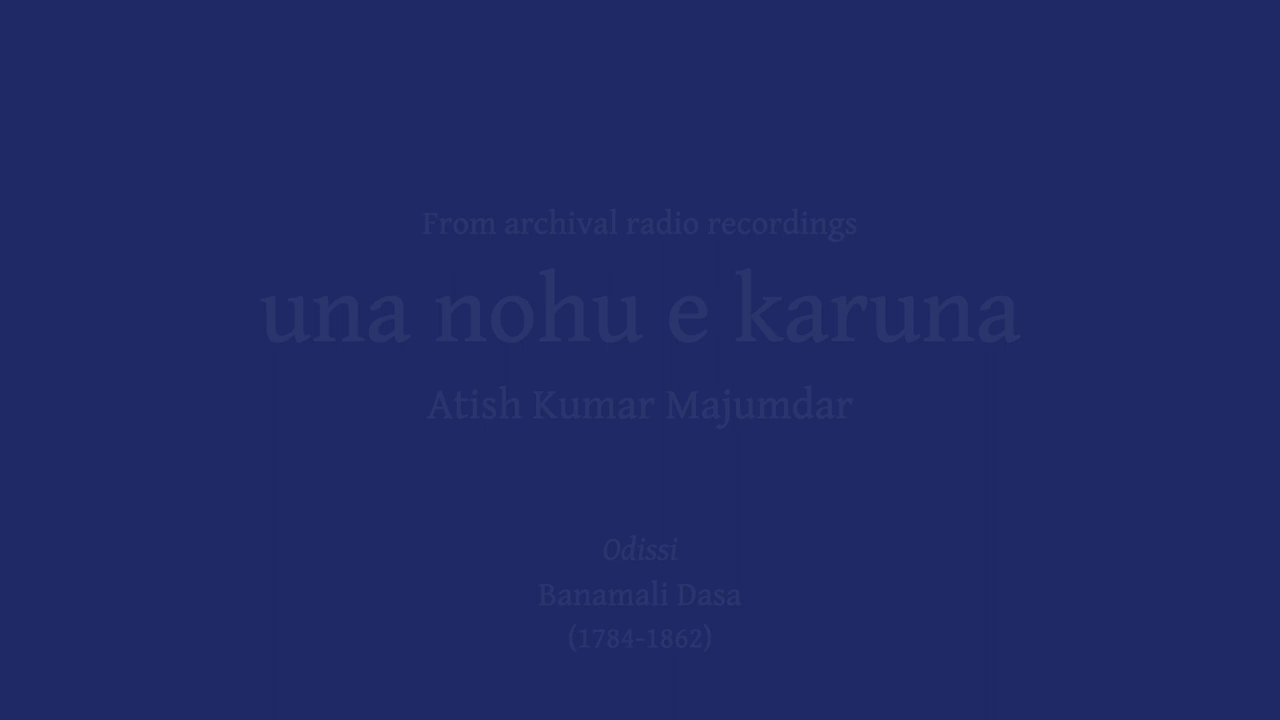 From archival radio recordings
una nohu e karuna
Atish Kumar Majumdar
Odissi
Banamali Dasa
(1784-1862)